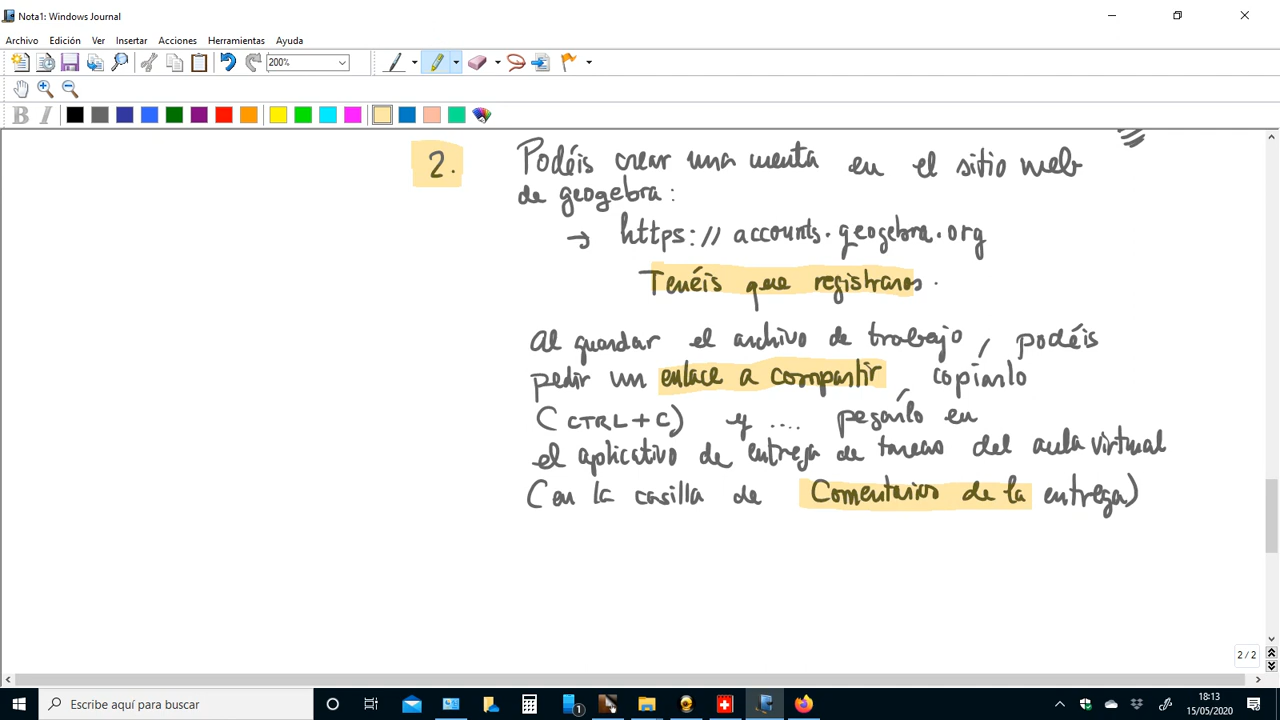 Nota1: Windows Journal
Archivo Edición Ver Insertar Acciones Herramientas Ayuda
200%
B I
2. Podéis crear una cuenta en el sitio web
de geogebra:
→ https://accounts.geogebra.org
Tenéis que registraros.
Al guardar el archivo de trabajo, podéis
pedir un enlace a compartir, copiarlo
(CTRL+C) y .... pegarlo en
el aplicativo de entrega de tareas del aula virtual
(en la casilla de Comentarios de la entrega)
2 / 2
Escribe aquí para buscar
1
18:13
15/05/2020